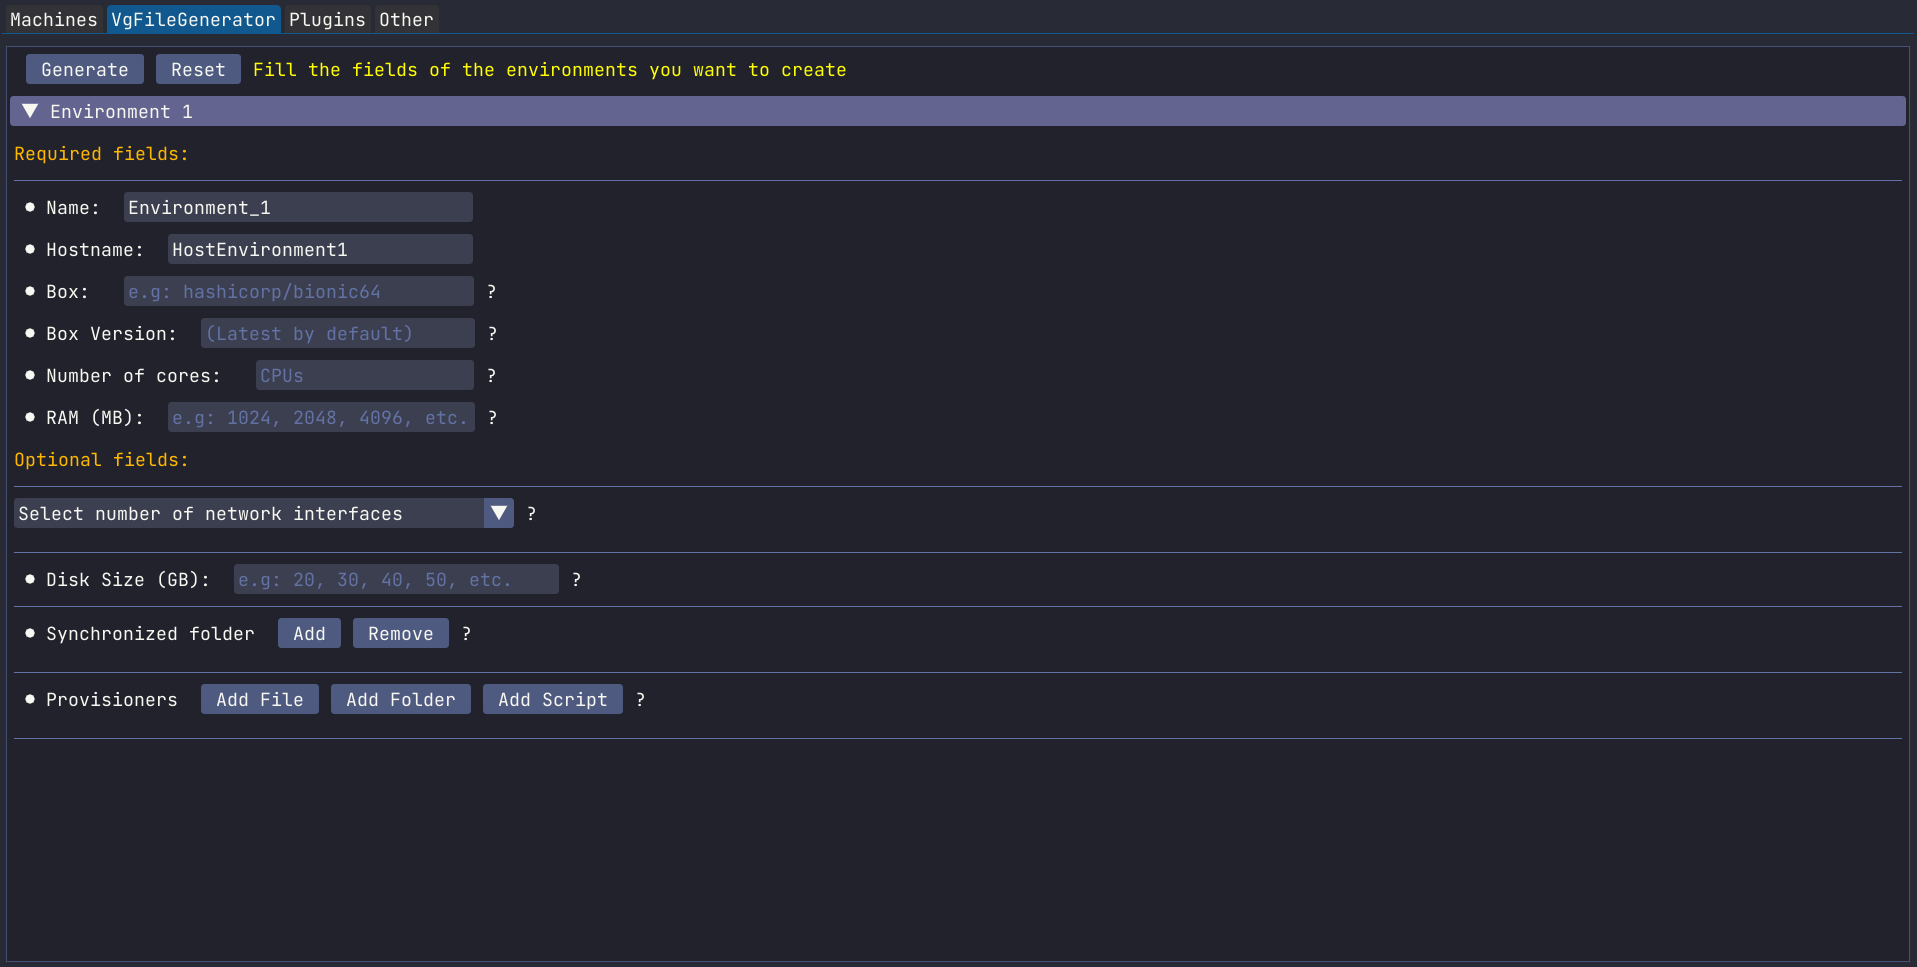 Machines VgFileGenerator Plugins Other
Generate Reset Fill the fields of the environments you want to create
Environment 1
Required fields:
Name: Environment_1
Hostname: HostEnvironment1
Box: e.g: hashicorp/bionic64 ?
Box Version: (Latest by default) ?
Number of cores: CPUs ?
RAM (MB): e.g: 1024, 2048, 4096, etc. ?
Optional fields:
Select number of network interfaces ?
Disk Size (GB): e.g: 20, 30, 40, 50, etc. ?
Synchronized folder Add Remove ?
Provisioners Add File Add Folder Add Script ?